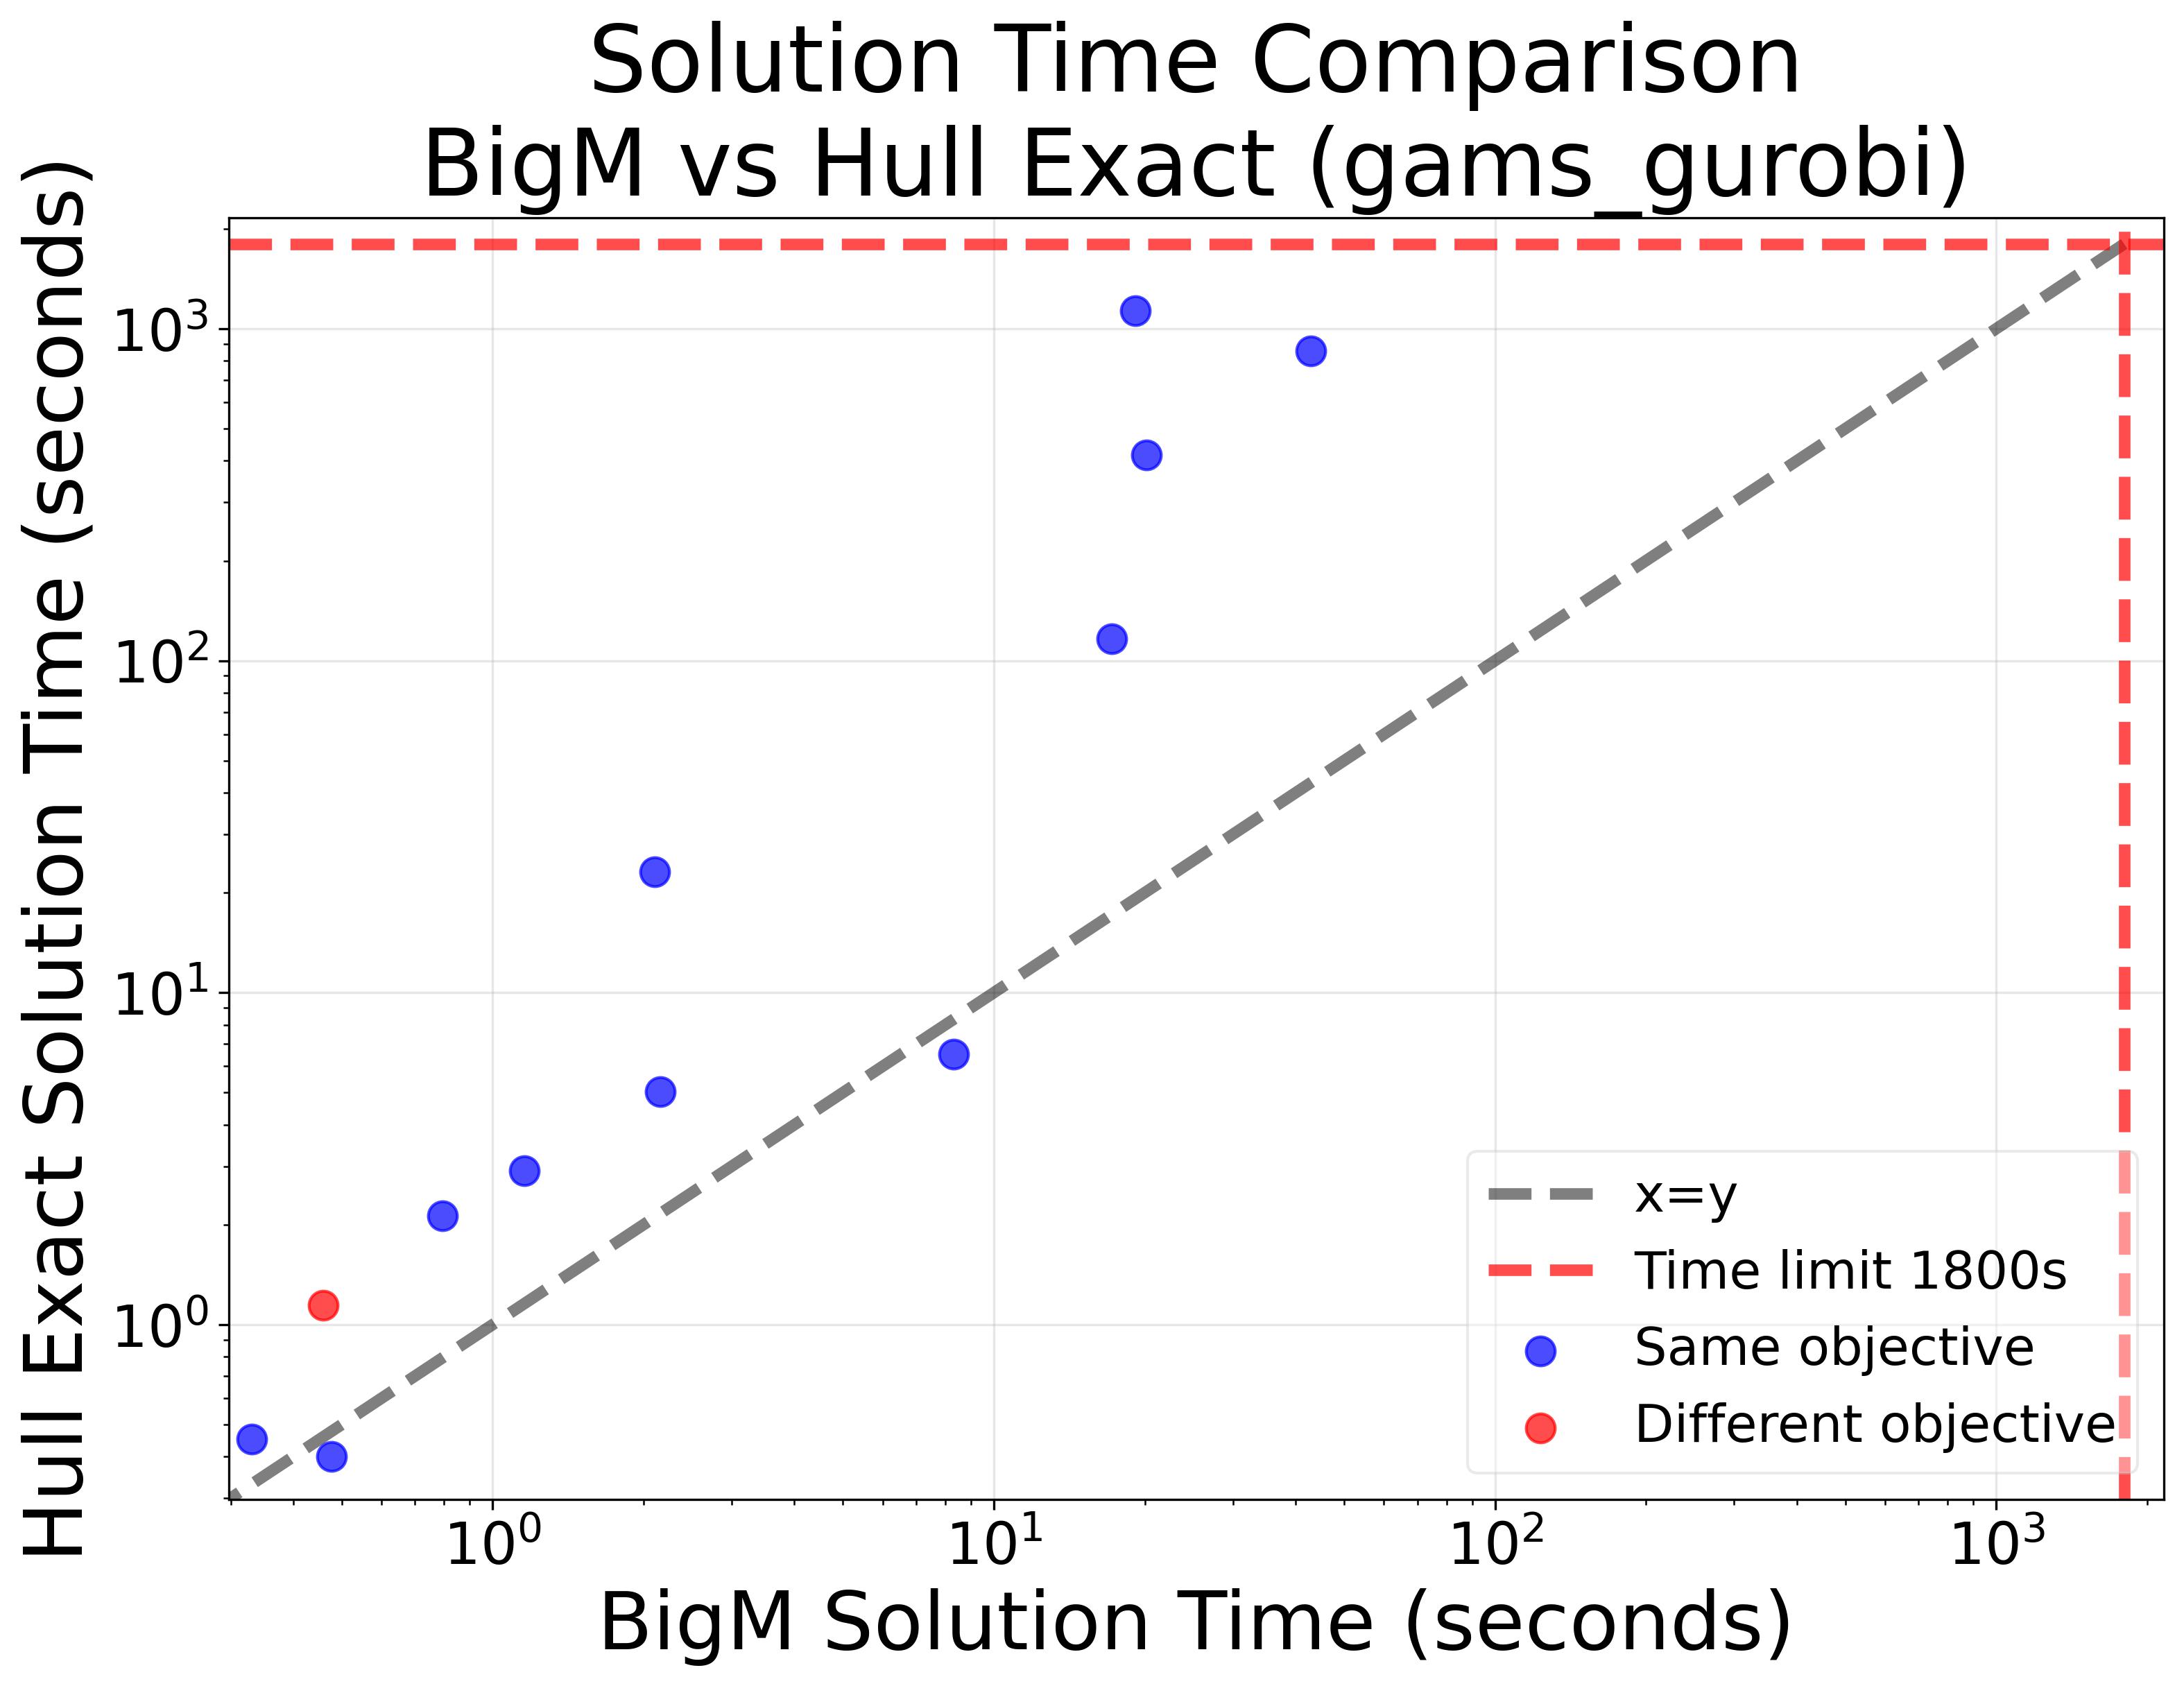 Solution Time Comparison
BigM vs Hull Exact (gams_gurobi)
Hull Exact Solution Time (seconds)
10³
10²
10¹
10⁰
x=y
Time limit 1800s
Same objective
Different objective
10⁰ 10¹ 10² 10³
BigM Solution Time (seconds)